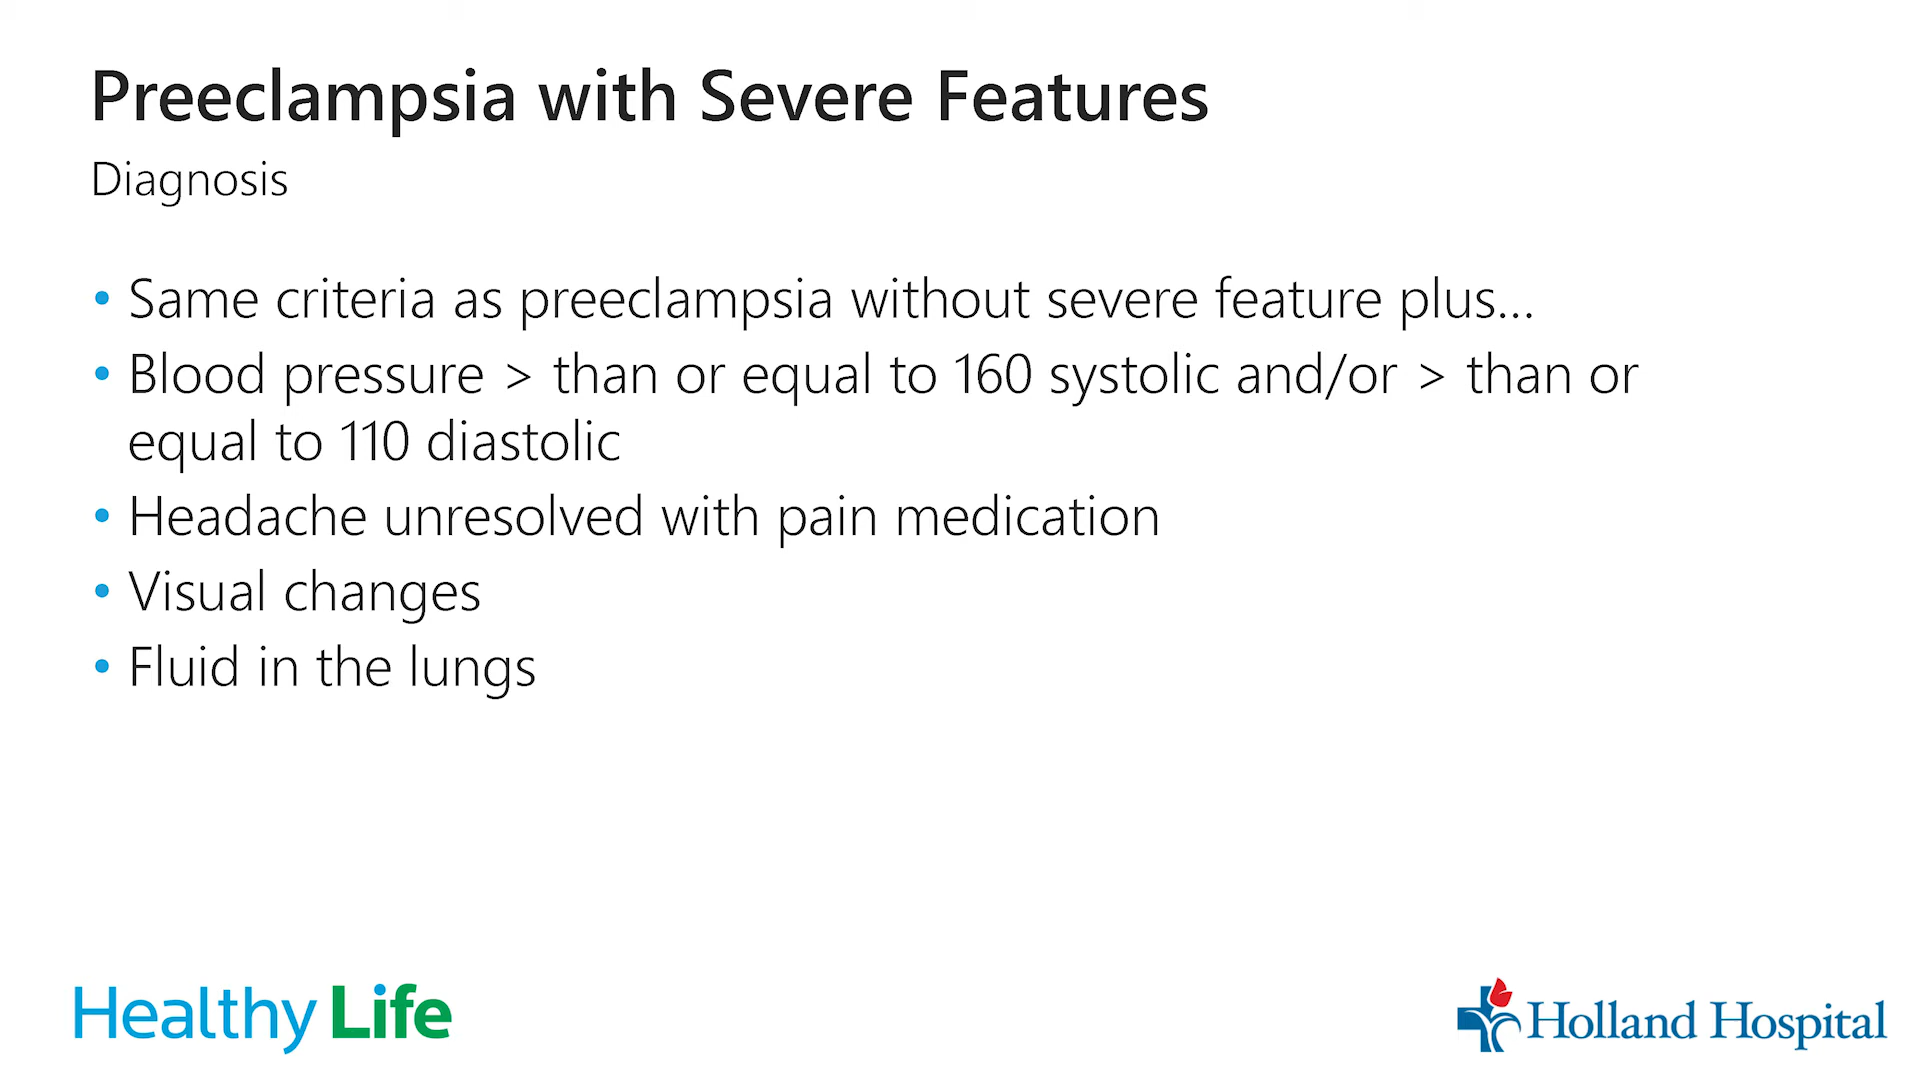 Preeclampsia with Severe Features
Diagnosis
• Same criteria as preeclampsia without severe feature plus...
• Blood pressure > than or equal to 160 systolic and/or > than or
equal to 110 diastolic
• Headache unresolved with pain medication
• Visual changes
• Fluid in the lungs
Healthy Life
Holland Hospital